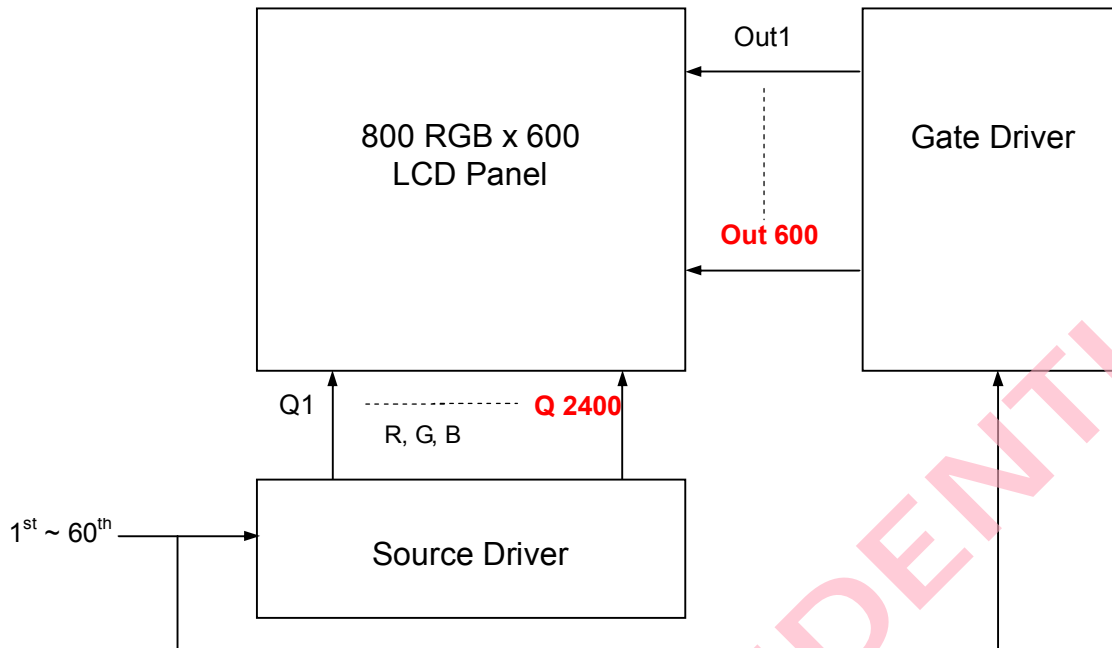 Out1
800 RGB x 600
LCD Panel
Gate Driver
Out 600
Q1
Q 2400
R, G, B
1st ~ 60th
Source Driver